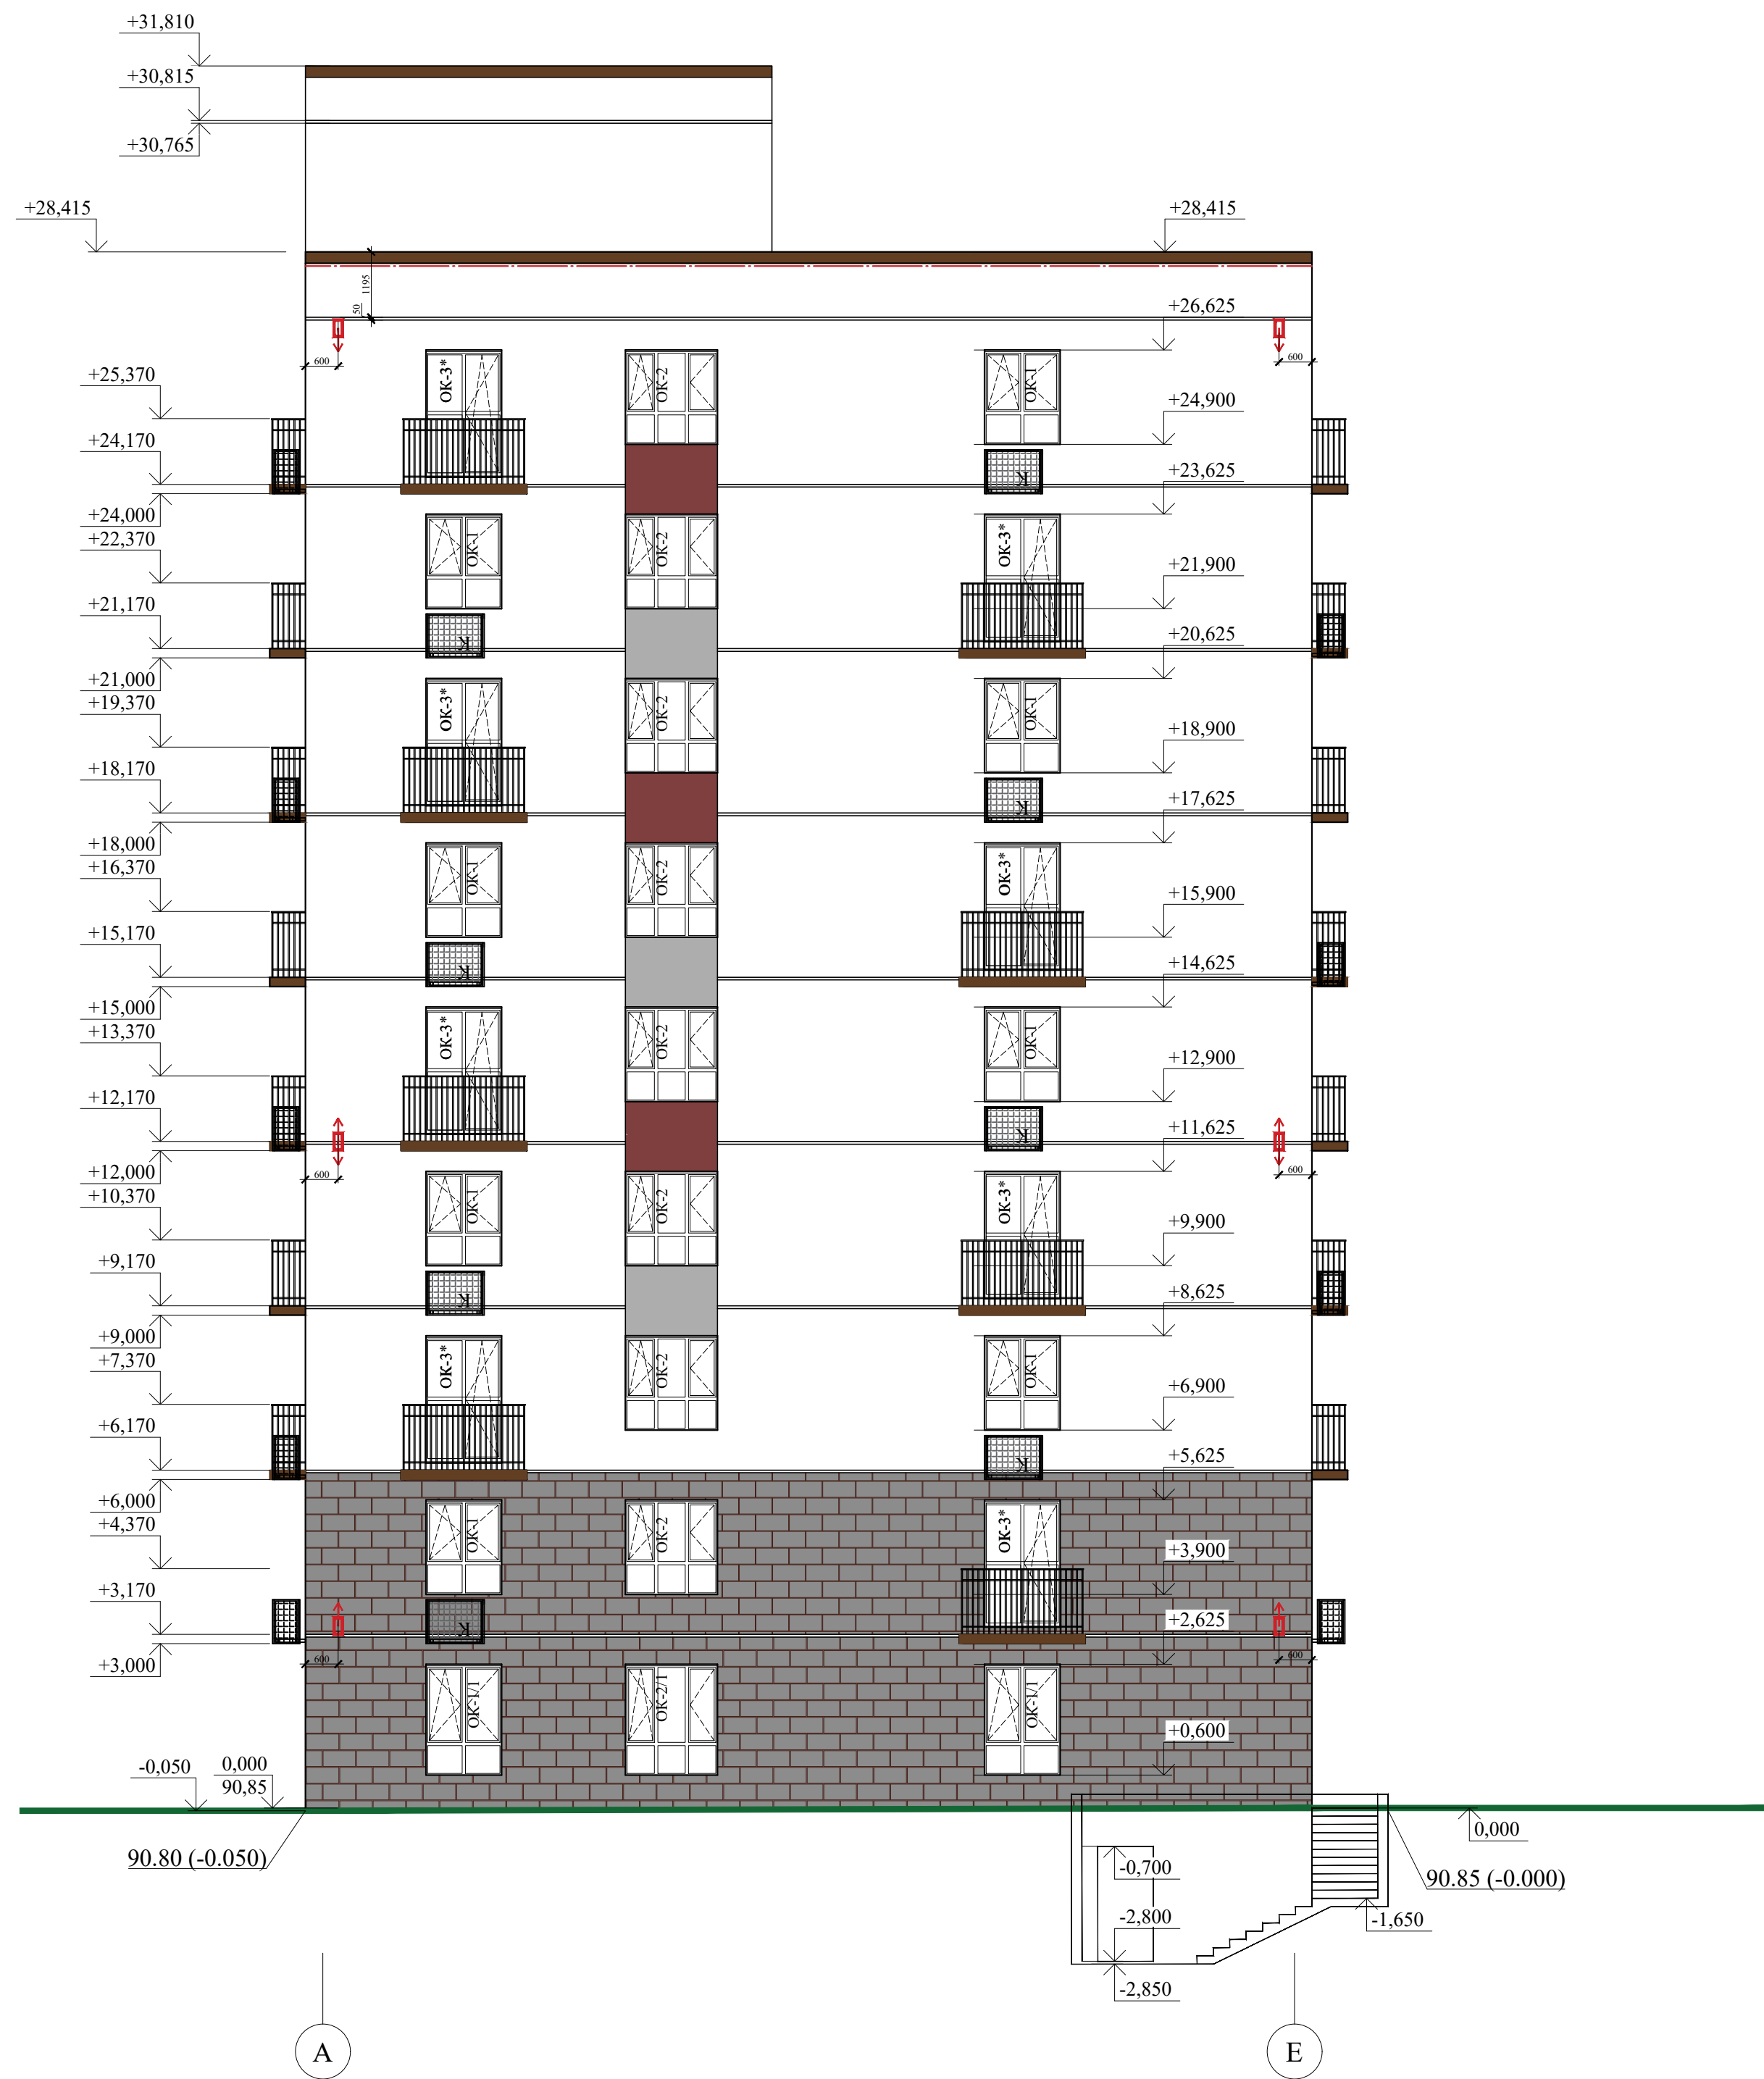 +31,810
+30,815
+30,765
+28,415
+28,415
1195
50
+26,625
600
600
+25,370
ОК-3*
ОК-2
ОК-1
+24,900
+24,170
+23,625
К
+24,000
+22,370
ОК-1
ОК-2
ОК-3*
+21,900
+21,170
+20,625
К
+21,000
+19,370
ОК-3*
ОК-2
ОК-1
+18,900
+18,170
+17,625
К
+18,000
+16,370
ОК-1
ОК-2
ОК-3*
+15,900
+15,170
+14,625
К
+15,000
+13,370
ОК-3*
ОК-2
ОК-1
+12,900
+12,170
+11,625
К
600
600
+12,000
+10,370
ОК-1
ОК-2
ОК-3*
+9,900
+9,170
+8,625
К
+9,000
+7,370
ОК-3*
ОК-2
ОК-1
+6,900
+6,170
+5,625
К
+6,000
+4,370
ОК-1
ОК-2
ОК-3*
+3,900
+3,170
+2,625
К
+3,000
600
600
ОК-1/1
ОК-2/1
ОК-1/1
+0,600
-0,050
0,000
90,85
0,000
90.80 (-0.050)
-0,700
90.85 (-0.000)
-2,800
-1,650
-2,850
А
Е